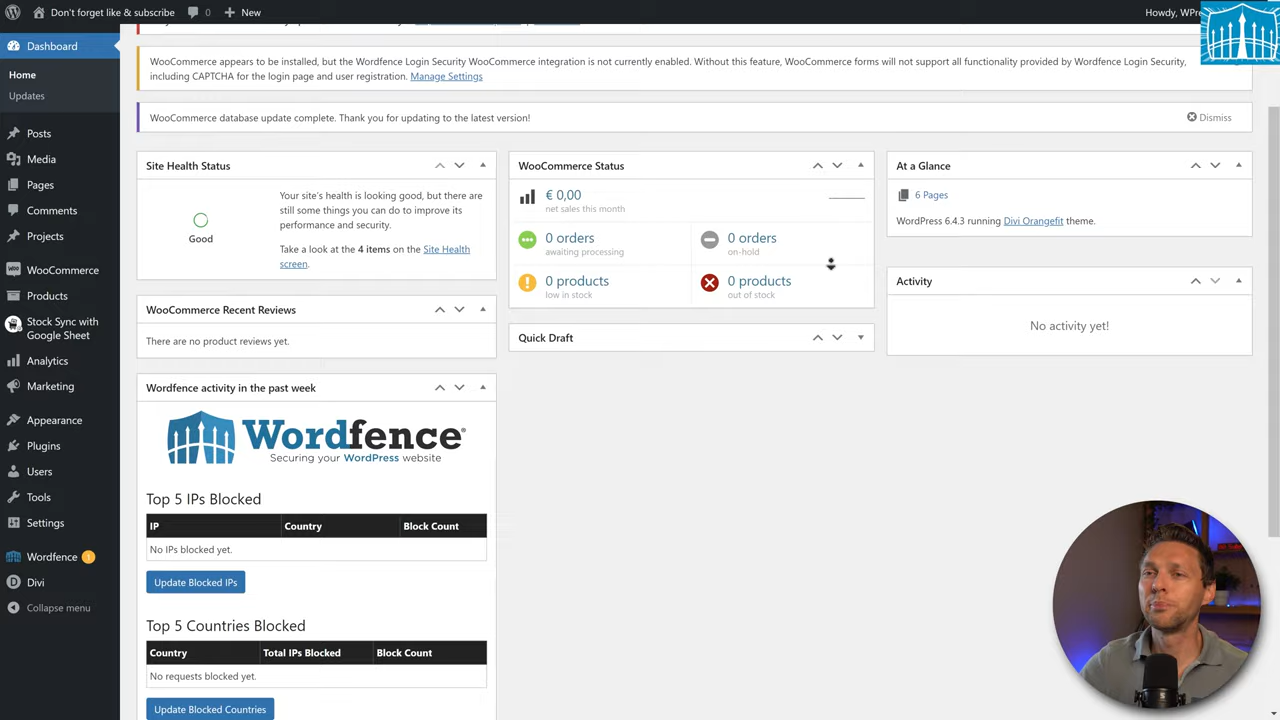 Don't forget like & subscribe
0
New
Howdy, WPre
Dashboard
Home
Updates
Posts
Media
Pages
Comments
Projects
WooCommerce
Products
Stock Sync with
Google Sheet
Analytics
Marketing
Appearance
Plugins
Users
Tools
Settings
Wordfence 1
Divi
Collapse menu
WooCommerce appears to be installed, but the Wordfence Login Security WooCommerce integration is not currently enabled. Without this feature, WooCommerce forms will not support all functionality provided by Wordfence Login Security,
including CAPTCHA for the login page and user registration. Manage Settings
WooCommerce database update complete. Thank you for updating to the latest version!
Dismiss
Site Health Status
Good
Your site's health is looking good, but there are
still some things you can do to improve its
performance and security.
Take a look at the 4 items on the Site Health
screen.
WooCommerce Recent Reviews
There are no product reviews yet.
Wordfence activity in the past week
Wordfence®
Securing your WordPress website
Top 5 IPs Blocked
IP Country Block Count
No IPs blocked yet.
Update Blocked IPs
Top 5 Countries Blocked
Country Total IPs Blocked Block Count
No requests blocked yet.
Update Blocked Countries
WooCommerce Status
€ 0,00
net sales this month
0 orders
awaiting processing
0 orders
on-hold
0 products
low in stock
0 products
out of stock
Quick Draft
At a Glance
6 Pages
WordPress 6.4.3 running Divi Orangefit theme.
Activity
No activity yet!